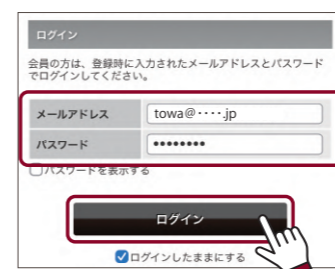 ログイン
会員の方は、登録時に入力されたメールアドレスとパスワード
でログインしてください。
メールアドレス
towa@‥‥.jp
パスワード
••••••••
パスワードを表示する
ログイン
ログインしたままにする